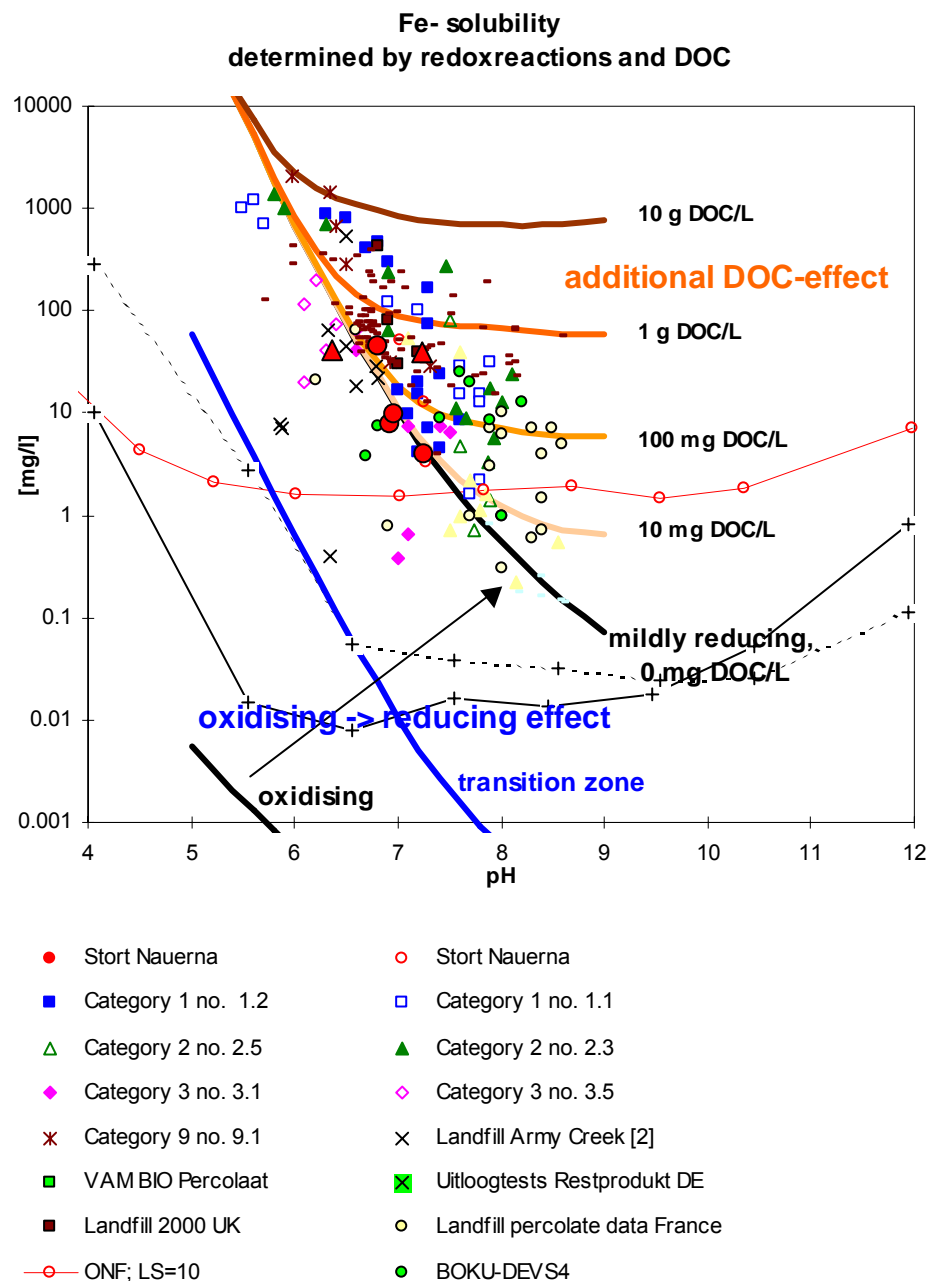 Fe- solubility
determined by redoxreactions and DOC
10000
1000
100
10
1
0.1
0.01
0.001
[mg/l]
10 g DOC/L
additional DOC-effect
1 g DOC/L
100 mg DOC/L
10 mg DOC/L
mildly reducing,
0 mg DOC/L
oxidising -> reducing effect
transition zone
oxidising
4 5 6 7 8 9 10 11 12
pH
Stort Nauerna Stort Nauerna
Category 1 no. 1.2 Category 1 no. 1.1
Category 2 no. 2.5 Category 2 no. 2.3
Category 3 no. 3.1 Category 3 no. 3.5
Category 9 no. 9.1 Landfill Army Creek [2]
VAM BIO Percolaat Uitloogtests Restprodukt DE
Landfill 2000 UK Landfill percolate data France
ONF; LS=10 BOKU-DEVS4